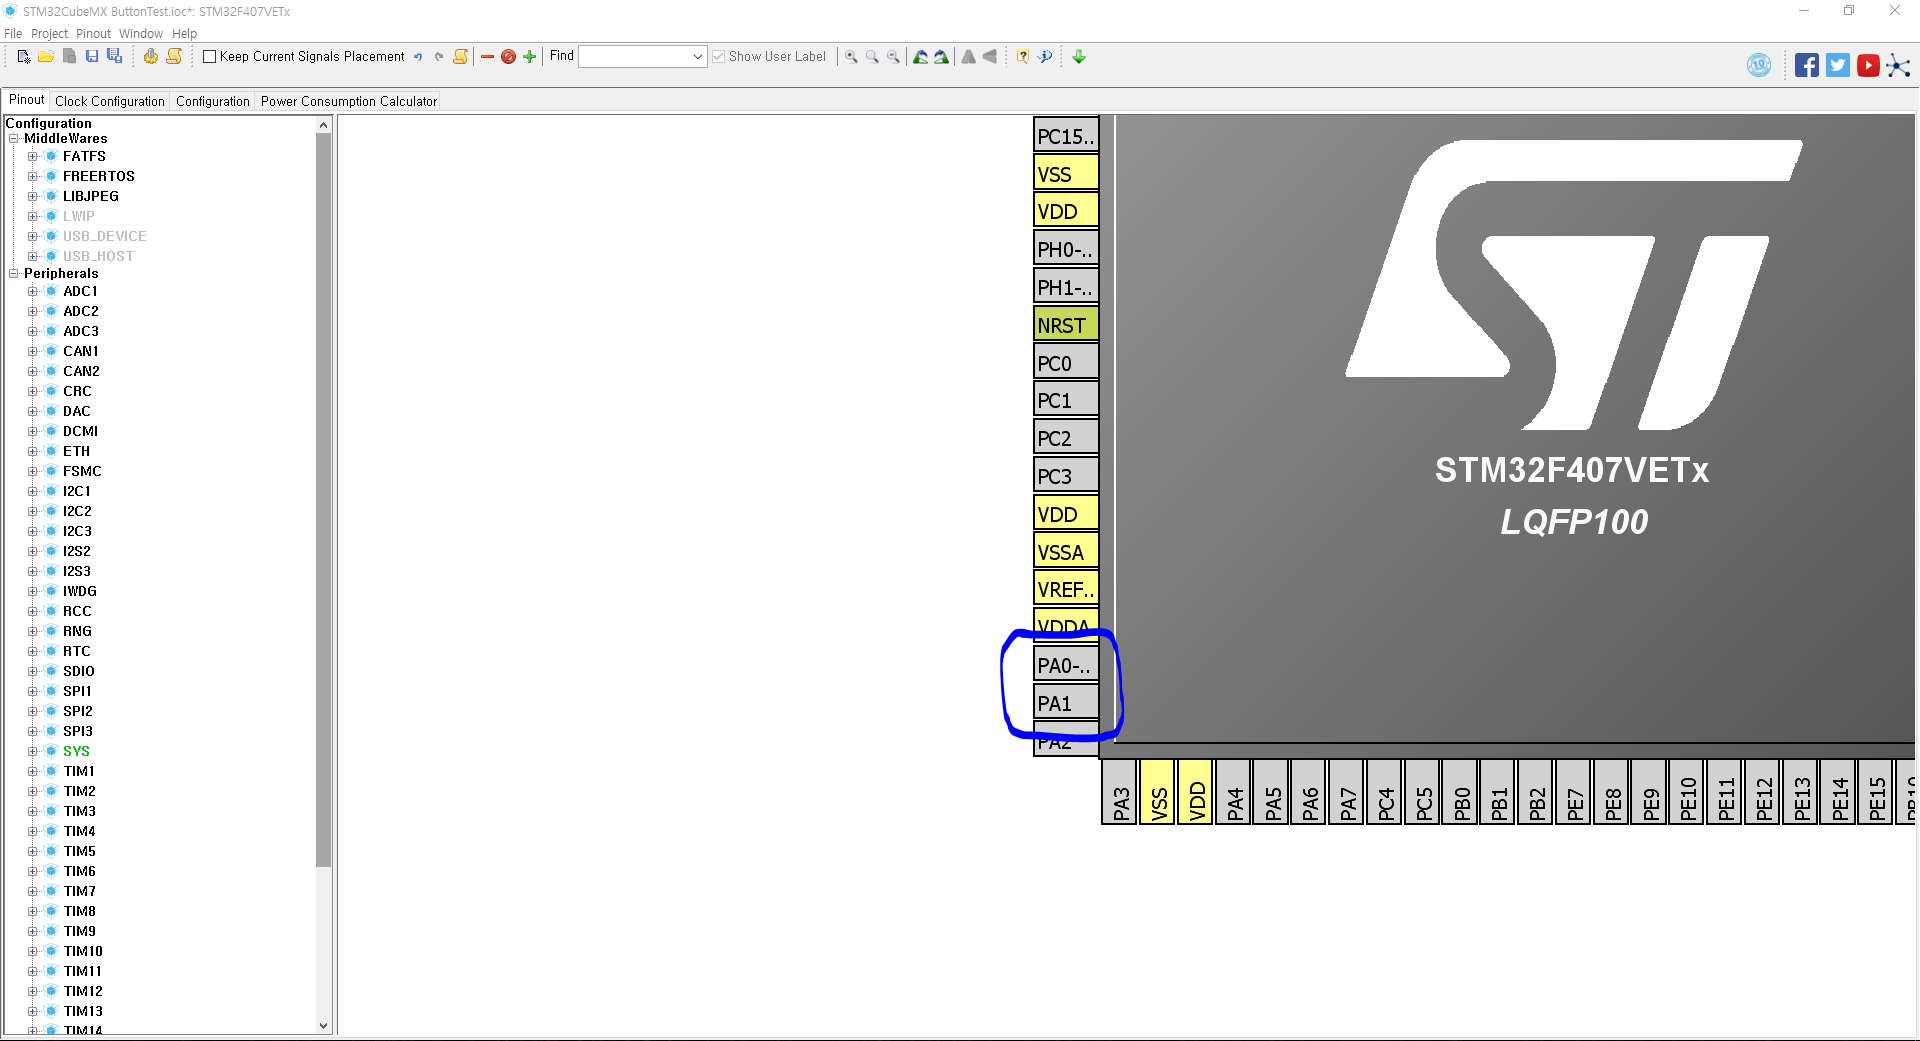 STM32CubeMX ButtonTest.ioc*: STM32F407VETx
File Project Pinout Window Help
Keep Current Signals Placement Find Show User Label
Pinout Clock Configuration Configuration Power Consumption Calculator
Configuration
MiddleWares
FATFS
FREERTOS
LIBJPEG
LWIP
USB_DEVICE
USB_HOST
Peripherals
ADC1
ADC2
ADC3
CAN1
CAN2
CRC
DAC
DCMI
ETH
FSMC
I2C1
I2C2
I2C3
I2S2
I2S3
IWDG
RCC
RNG
RTC
SDIO
SPI1
SPI2
SPI3
SYS
TIM1
TIM2
TIM3
TIM4
TIM5
TIM6
TIM7
TIM8
TIM9
TIM10
TIM11
TIM12
TIM13
TIM14
PC15..
VSS
VDD
PH0-..
PH1-..
NRST
PC0
PC1
PC2
PC3
VDD
VSSA
VREF..
VDDA
PA0-..
PA1
PA2
ST
STM32F407VETx
LQFP100
PA3
VSS
VDD
PA4
PA5
PA6
PA7
PC4
PC5
PB0
PB1
PB2
PE7
PE8
PE9
PE10
PE11
PE12
PE13
PE14
PE15
PB10